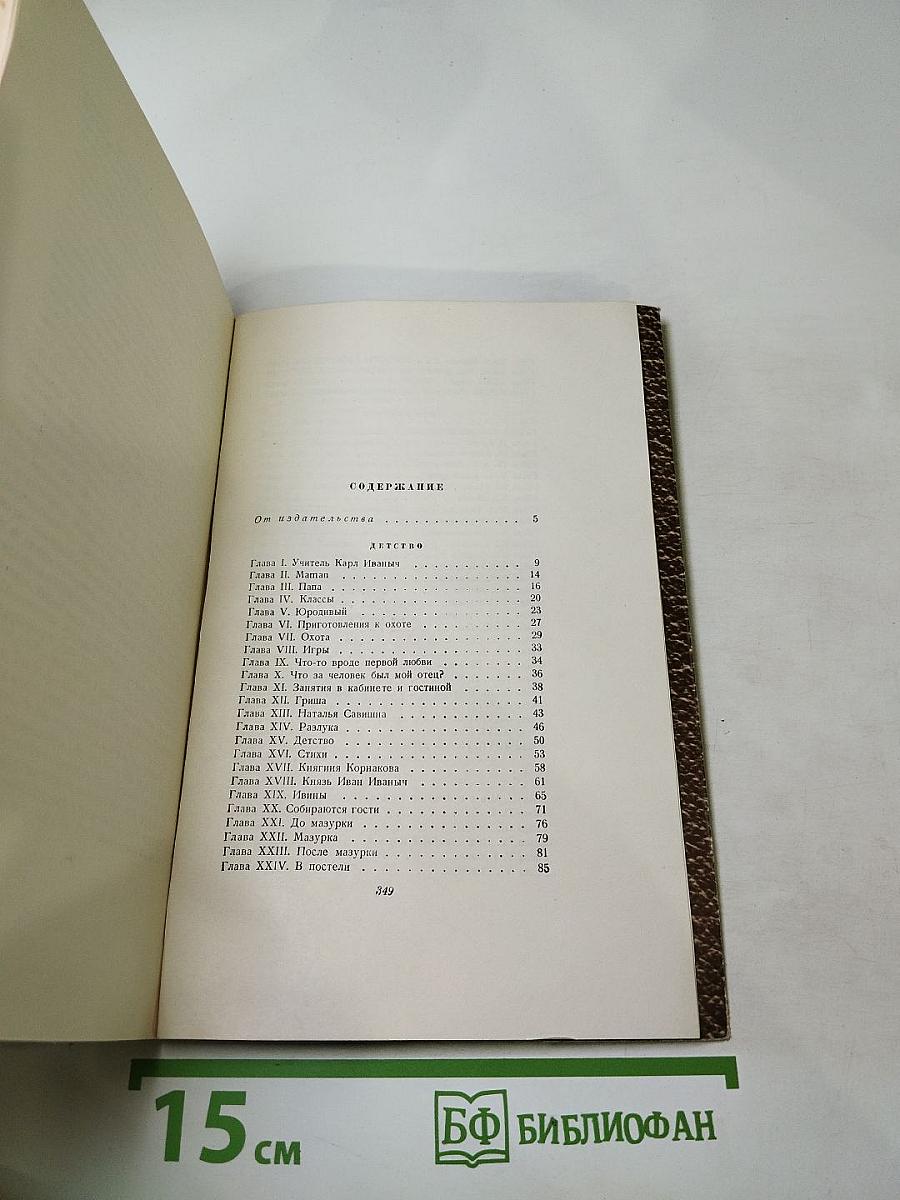 СОДЕРЖАНИЕ
От издательства . . . . . . . . . . . . . . 5
ДЕТСТВО
Глава I. Учитель Карл Иваныч . . . . . . . . . . . 9
Глава II. Maman . . . . . . . . . . . . . . . . . 14
Глава III. Папа . . . . . . . . . . . . . . . . . . 16
Глава IV. Классы . . . . . . . . . . . . . . . . . 20
Глава V. Юродивый . . . . . . . . . . . . . . . 23
Глава VI. Приготовления к охоте . . . . . . . . . . 27
Глава VII. Охота . . . . . . . . . . . . . . . . . 29
Глава VIII. Игры . . . . . . . . . . . . . . . . . 33
Глава IX. Что-то вроде первой любви . . . . . . . . 34
Глава X. Что за человек был мой отец? . . . . . . . 36
Глава XI. Занятия в кабинете и гостиной . . . . . . 38
Глава XII. Гриша . . . . . . . . . . . . . . . . . 41
Глава XIII. Наталья Савишна . . . . . . . . . . . . 43
Глава XIV. Разлука . . . . . . . . . . . . . . . . 46
Глава XV. Детство . . . . . . . . . . . . . . . . 50
Глава XVI. Стихи . . . . . . . . . . . . . . . . . 53
Глава XVII. Княгиня Корнакова . . . . . . . . . . . 58
Глава XVIII. Князь Иван Иваныч . . . . . . . . . . 61
Глава XIX. Ивины . . . . . . . . . . . . . . . . 65
Глава XX. Собираются гости . . . . . . . . . . . . 71
Глава XXI. До мазурки . . . . . . . . . . . . . . 76
Глава XXII. Мазурка . . . . . . . . . . . . . . . 79
Глава XXIII. После мазурки . . . . . . . . . . . . 81
Глава XXIV. В постели . . . . . . . . . . . . . . 85
349
15 см
БФ БИБЛИОФАН